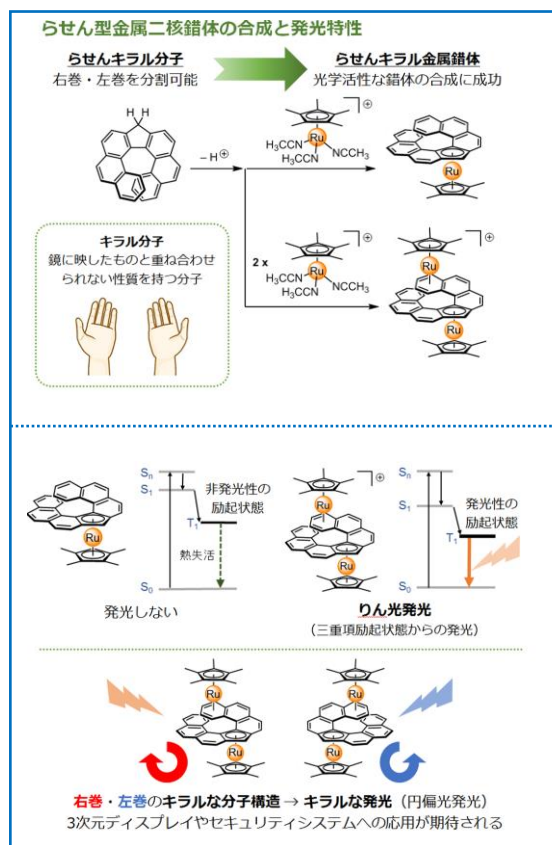 らせん型金属二核錯体の合成と発光特性
らせんキラル分子
右巻・左巻を分割可能
らせんキラル金属錯体
光学活性な錯体の合成に成功
H H
− H⊕
⊕
Ru
H₃CCN
NCCH₃
H₃CCN
Ru
キラル分子
鏡に映したものと重ね合わせ
られない性質を持つ分子
2 x
⊕
Ru
H₃CCN
NCCH₃
H₃CCN
⊕
Ru
Ru
Ru
Sn
S₁
T₁
S₀
非発光性の
励起状態
熱失活
発光しない
⊕
Ru
Ru
Sn
S₁
T₁
S₀
発光性の
励起状態
りん光発光
(三重項励起状態からの発光)
Ru
Ru
Ru
Ru
右巻・左巻のキラルな分子構造 → キラルな発光(円偏光発光)
3次元ディスプレイやセキュリティシステムへの応用が期待される